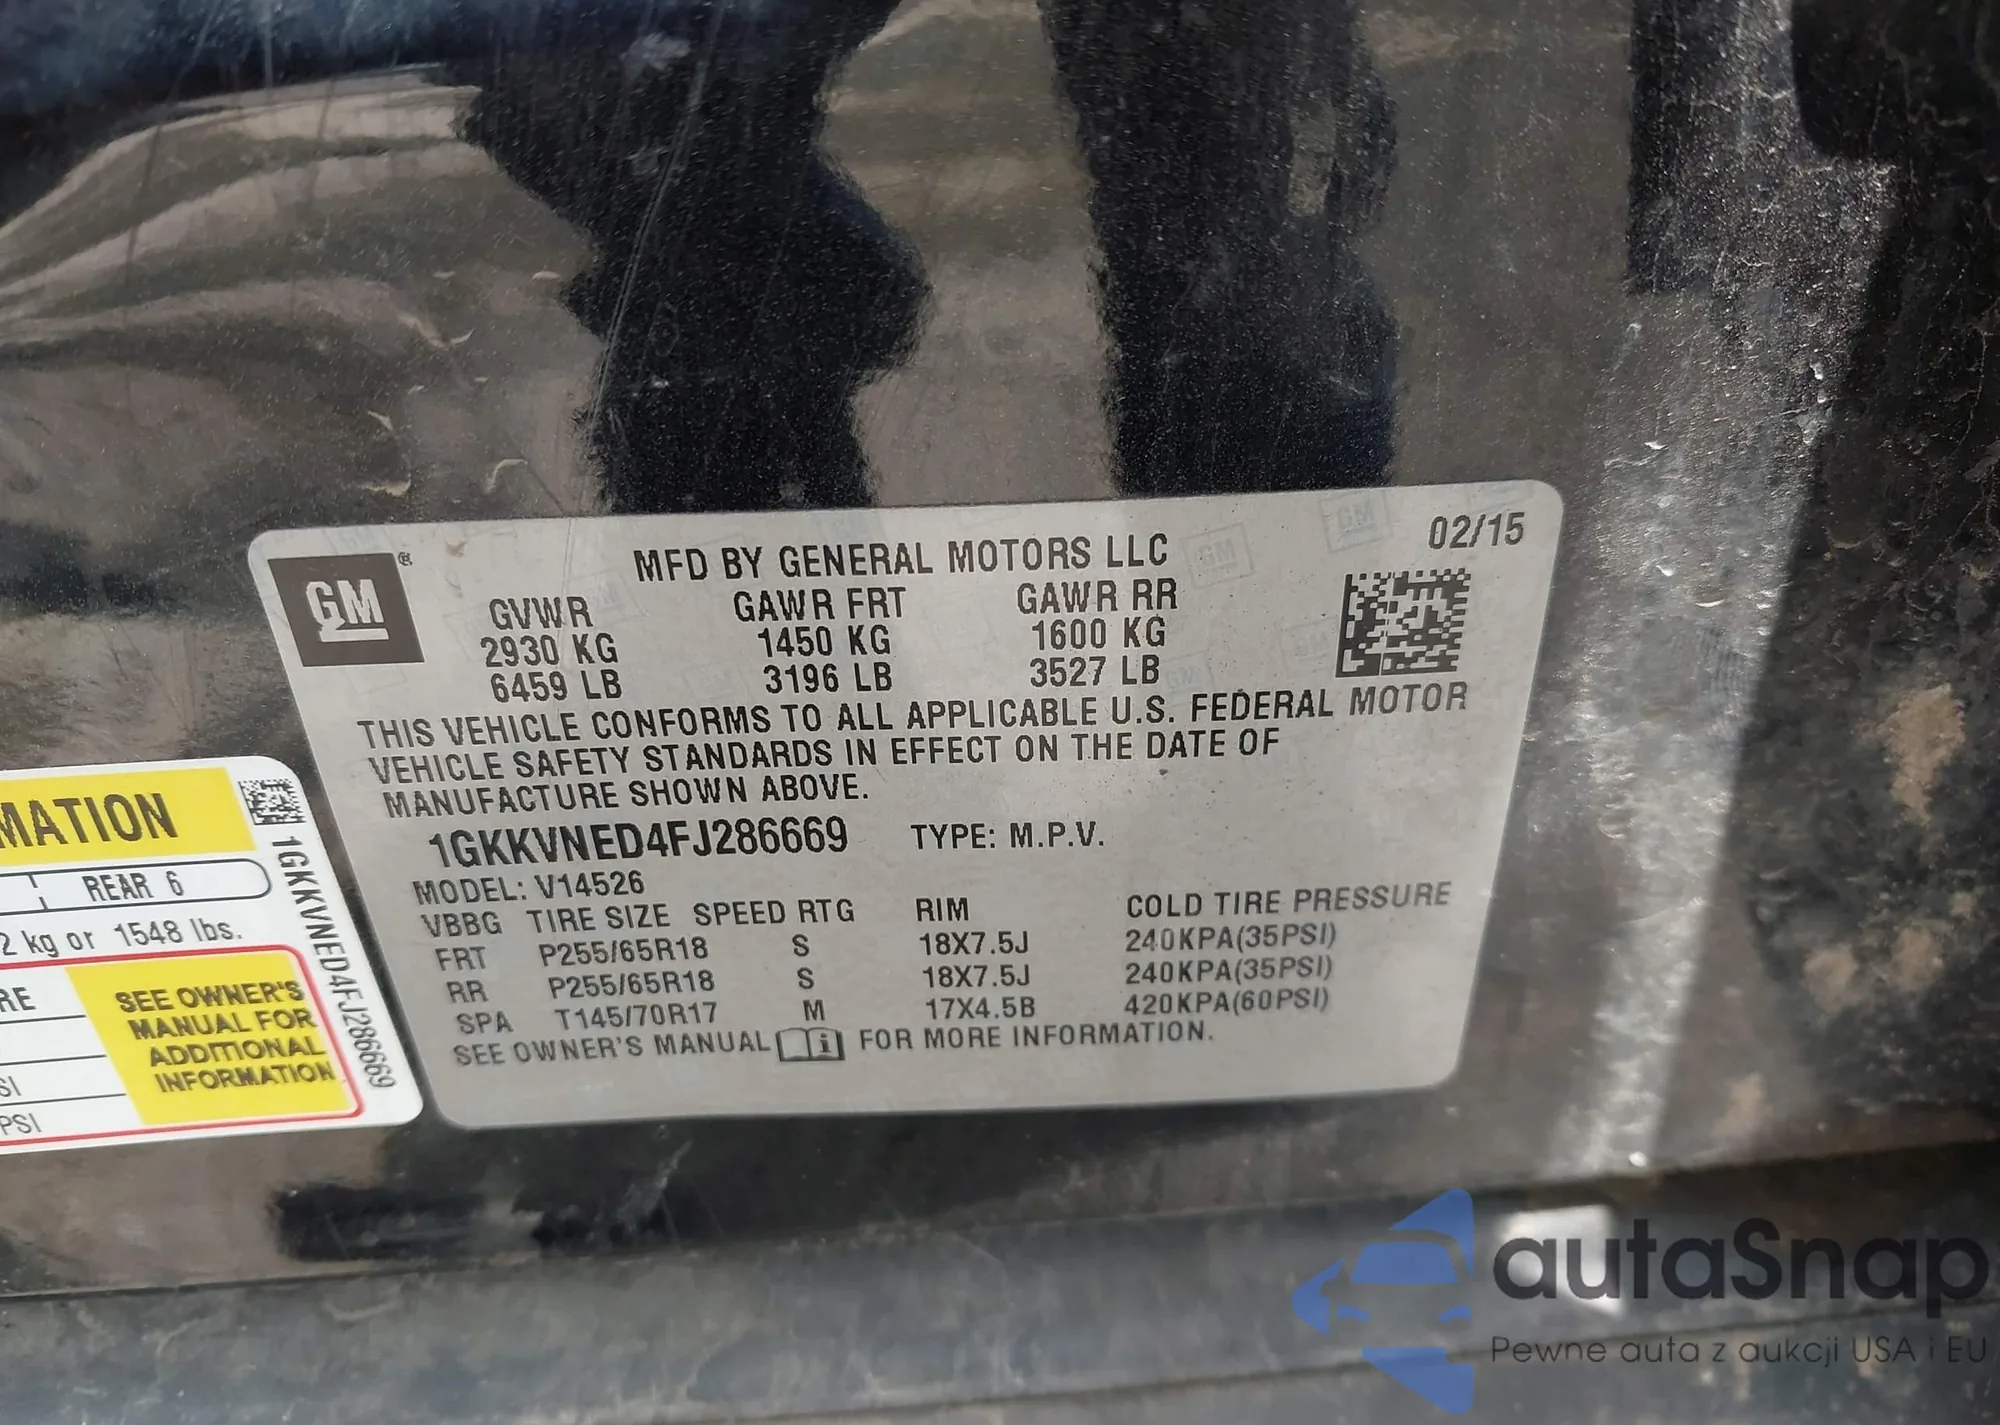 MFD BY GENERAL MOTORS LLC
02/15
GM
GVWR GAWR FRT GAWR RR
2930 KG 1450 KG 1600 KG
6459 LB 3196 LB 3527 LB
THIS VEHICLE CONFORMS TO ALL APPLICABLE U.S. FEDERAL MOTOR
VEHICLE SAFETY STANDARDS IN EFFECT ON THE DATE OF
MANUFACTURE SHOWN ABOVE.
1GKKVNED4FJ286669 TYPE: M.P.V.
MODEL: V14526
VBBG TIRE SIZE SPEED RTG RIM COLD TIRE PRESSURE
FRT P255/65R18 S 18X7.5J 240KPA(35PSI)
RR P255/65R18 S 18X7.5J 240KPA(35PSI)
SPA T145/70R17 M 17X4.5B 420KPA(60PSI)
SEE OWNER'S MANUAL i FOR MORE INFORMATION.
MATION
REAR 6
2 kg or 1548 lbs.
RE
SI
PSI
SEE OWNER'S
MANUAL FOR
ADDITIONAL
INFORMATION
1GKKVNED4FJ286669
autaSnap
Pewne auta z aukcji USA i EU